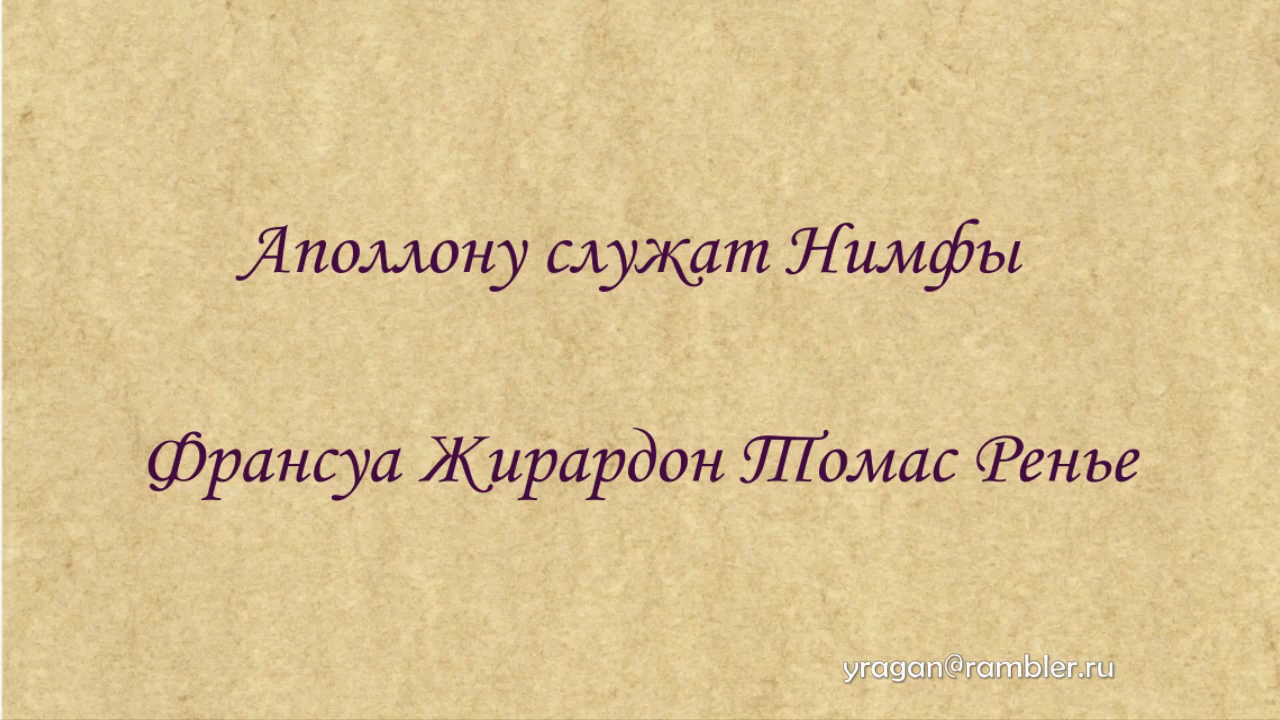 Аполлону служат Нимфы
Франсуа Жирардон Томас Ренье
yragan@rambler.ru